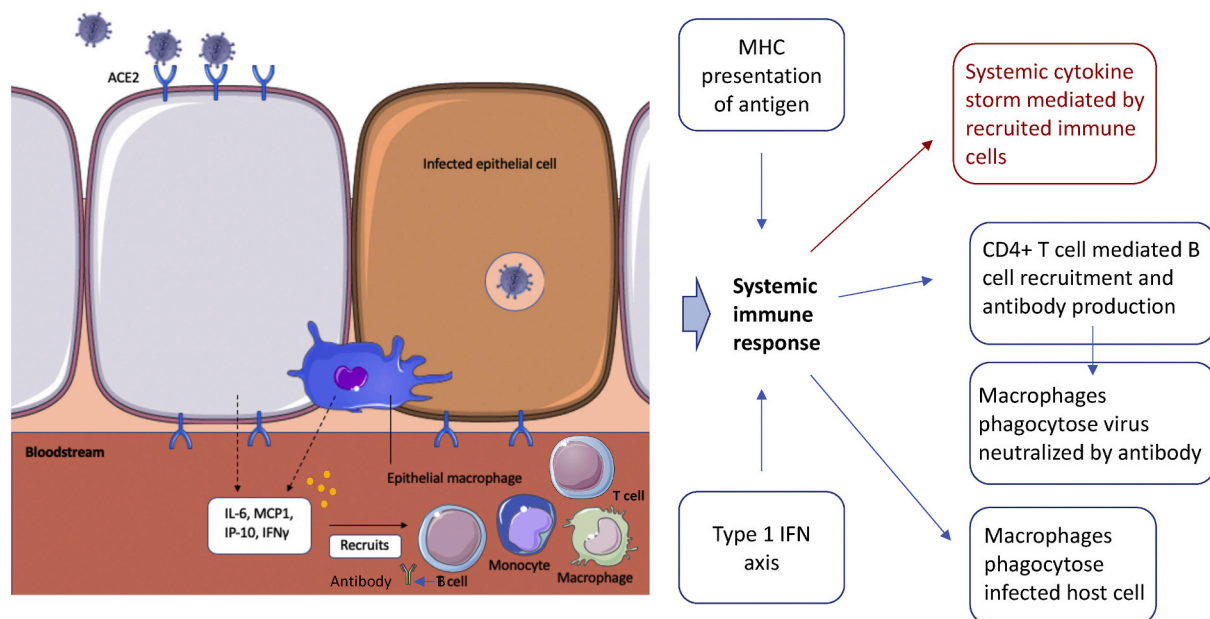 ACE2
Infected epithelial cell
Bloodstream
Epithelial macrophage
IL-6, MCP1,
IP-10, IFNγ
Recruits
Antibody
cell
Monocyte
Macrophage
T cell
MHC
presentation
of antigen
Systemic
immune
response
Type 1 IFN
axis
Systemic cytokine
storm mediated by
recruited immune
cells
CD4+ T cell mediated B
cell recruitment and
antibody production
Macrophages
phagocytose virus
neutralized by antibody
Macrophages
phagocytose
infected host cell